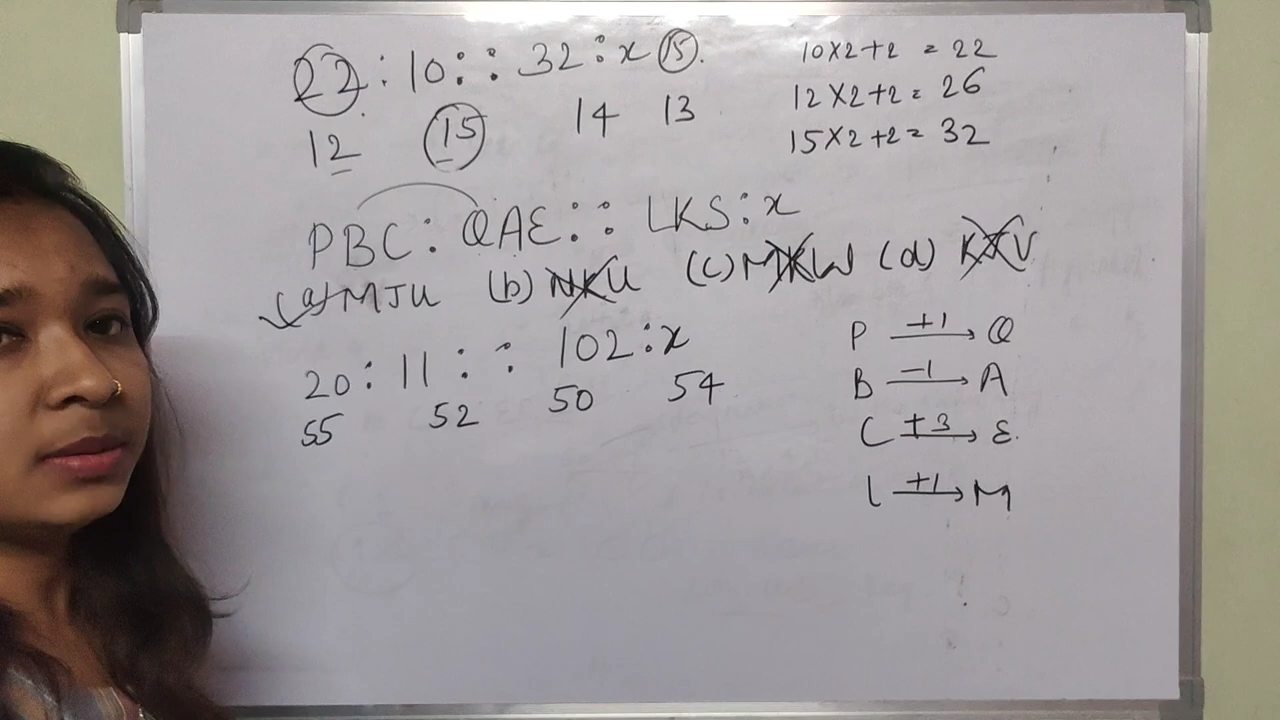 22 : 10 : : 32 : x 15.
12 15 14 13
10×2+2 = 22
12×2+2 = 26
15×2+2 = 32
PBC : QAE : : LKS : x
(a) MJU (b) NKU (c) MKW (d) KXV
20 : 11 : : 102 : x
55 52 50 54
P +1 → Q
B -1 → A
C +3 → E.
L +1 → M